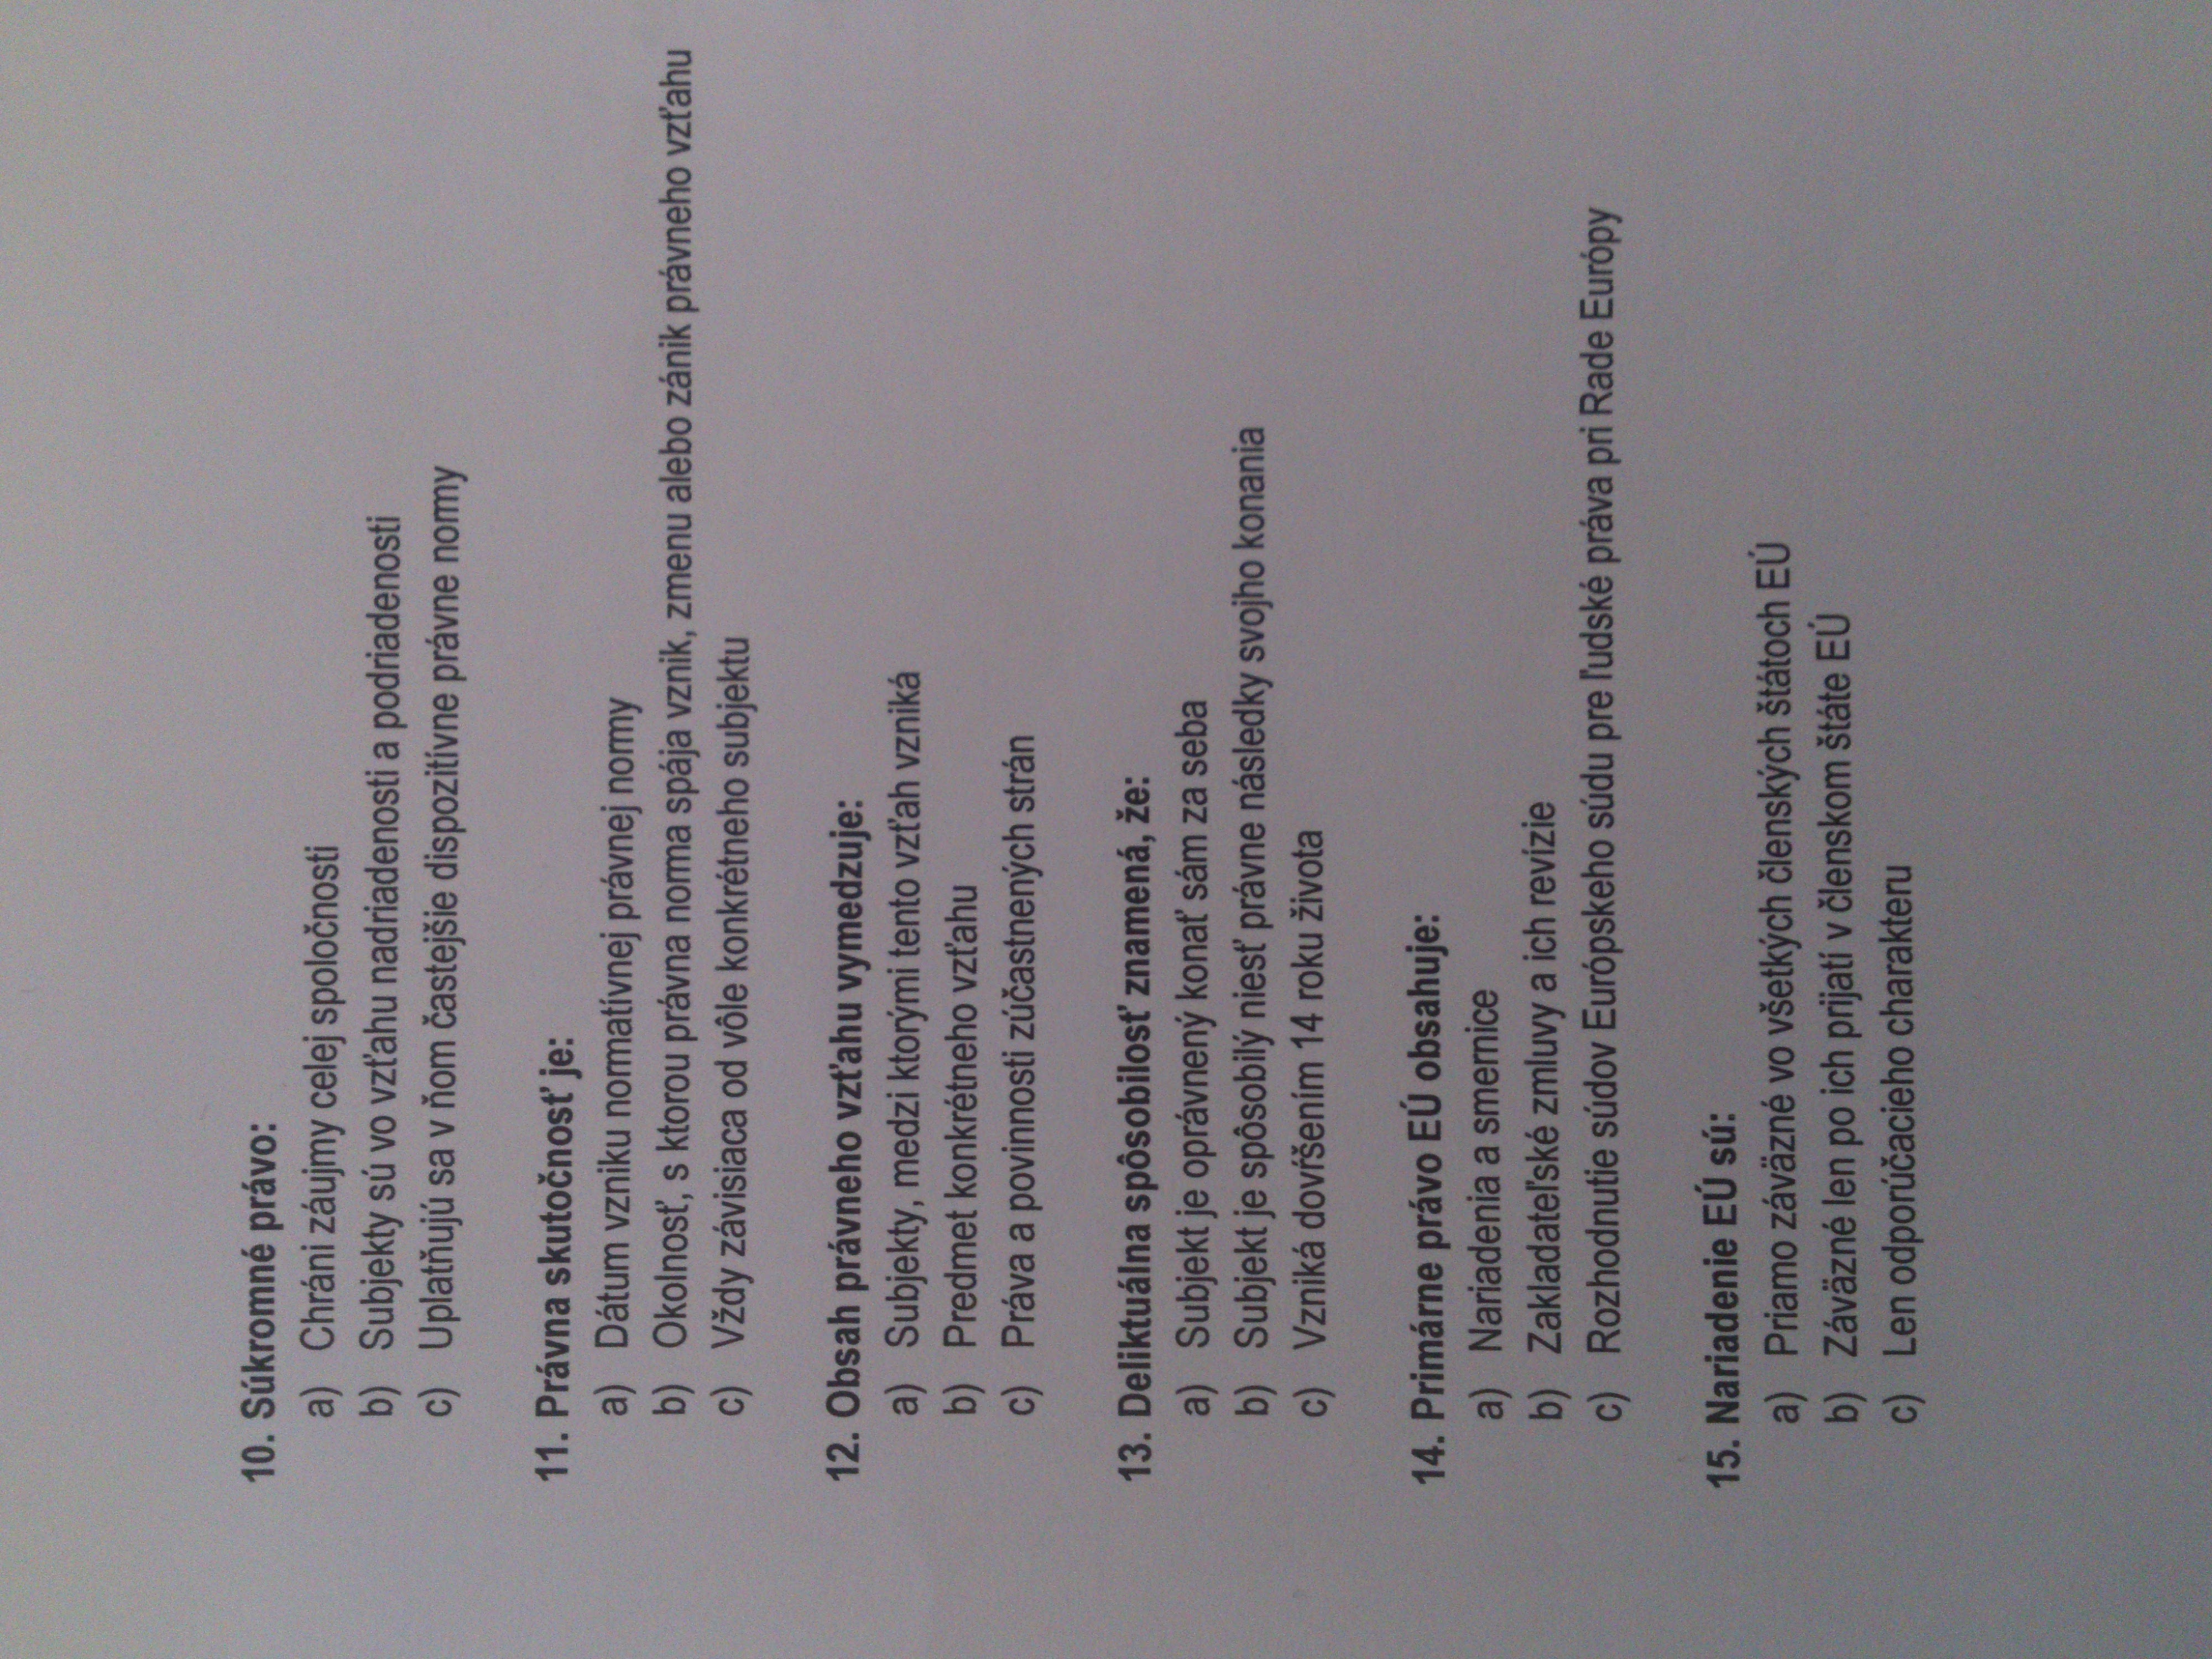 10. Súkromné právo:
a) Chráni záujmy celej spoločnosti
b) Subjekty sú vo vzťahu nadriadenosti a podriadenosti
c) Uplatňujú sa v ňom častejšie dispozitívne právne normy
11. Právna skutočnosť je:
a) Dátum vzniku normatívnej právnej normy
b) Okolnosť, s ktorou právna norma spája vznik, zmenu alebo zánik právneho vzťahu
c) Vždy závisiaca od vôle konkrétneho subjektu
12. Obsah právneho vzťahu vymedzuje:
a) Subjekty, medzi ktorými tento vzťah vzniká
b) Predmet konkrétneho vzťahu
c) Práva a povinnosti zúčastnených strán
13. Deliktuálna spôsobilosť znamená, že:
a) Subjekt je oprávnený konať sám za seba
b) Subjekt je spôsobilý niesť právne následky svojho konania
c) Vzniká dovŕšením 14 roku života
14. Primárne právo EÚ obsahuje:
a) Nariadenia a smernice
b) Zakladateľské zmluvy a ich revízie
c) Rozhodnutie súdov Európskeho súdu pre ľudské práva pri Rade Európy
15. Nariadenie EÚ sú:
a) Priamo záväzné vo všetkých členských štátoch EÚ
b) Záväzné len po ich prijatí v členskom štáte EÚ
c) Len odporúčacieho charakteru